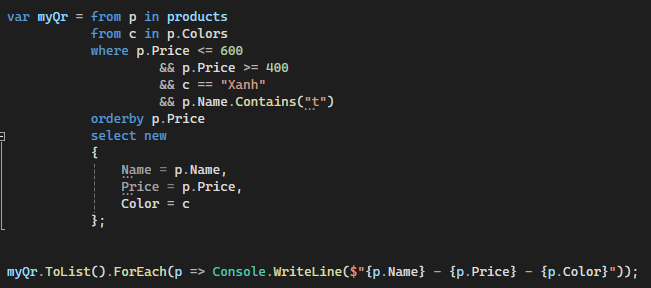 var myQr = from p in products
from c in p.Colors
where p.Price <= 600
&& p.Price >= 400
&& c == "Xanh"
&& p.Name.Contains("t")
orderby p.Price
select new
{
Name = p.Name,
Price = p.Price,
Color = c
};
myQr.ToList().ForEach(p => Console.WriteLine($"{p.Name} - {p.Price} - {p.Color}"));